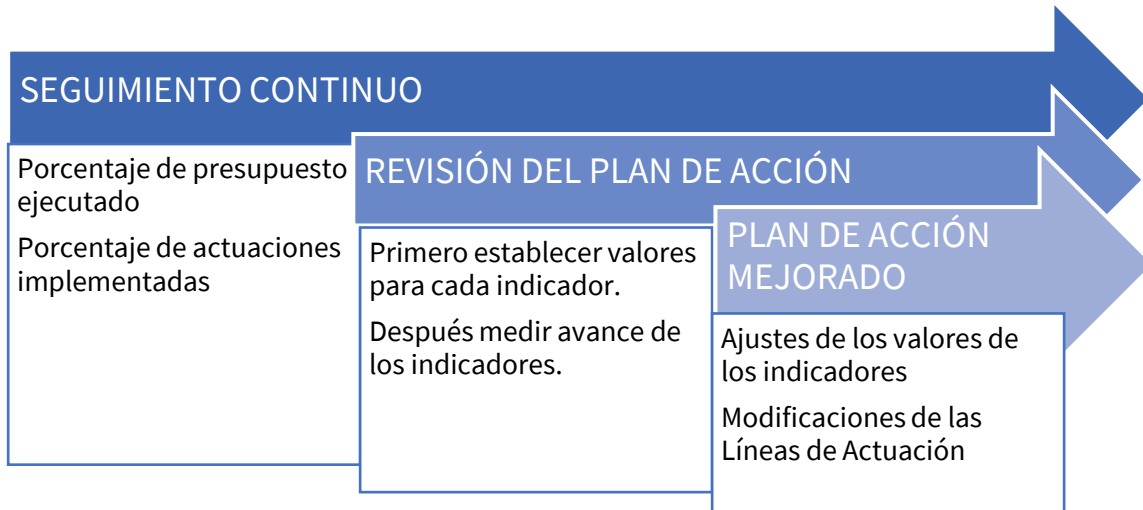 SEGUIMIENTO CONTINUO
Porcentaje de presupuesto
ejecutado
Porcentaje de actuaciones
implementadas
REVISIÓN DEL PLAN DE ACCIÓN
Primero establecer valores
para cada indicador.
Después medir avance de
los indicadores.
PLAN DE ACCIÓN
MEJORADO
Ajustes de los valores de
los indicadores
Modificaciones de las
Líneas de Actuación